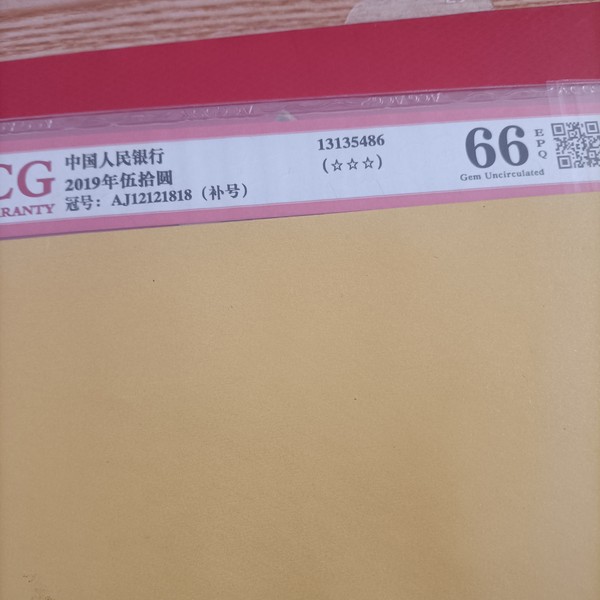 CG
RANTY
中国人民银行
2019年伍拾圆
冠号：AJ12121818（补号）
13135486
(☆☆☆)
66
EPQ
Gem Uncirculated